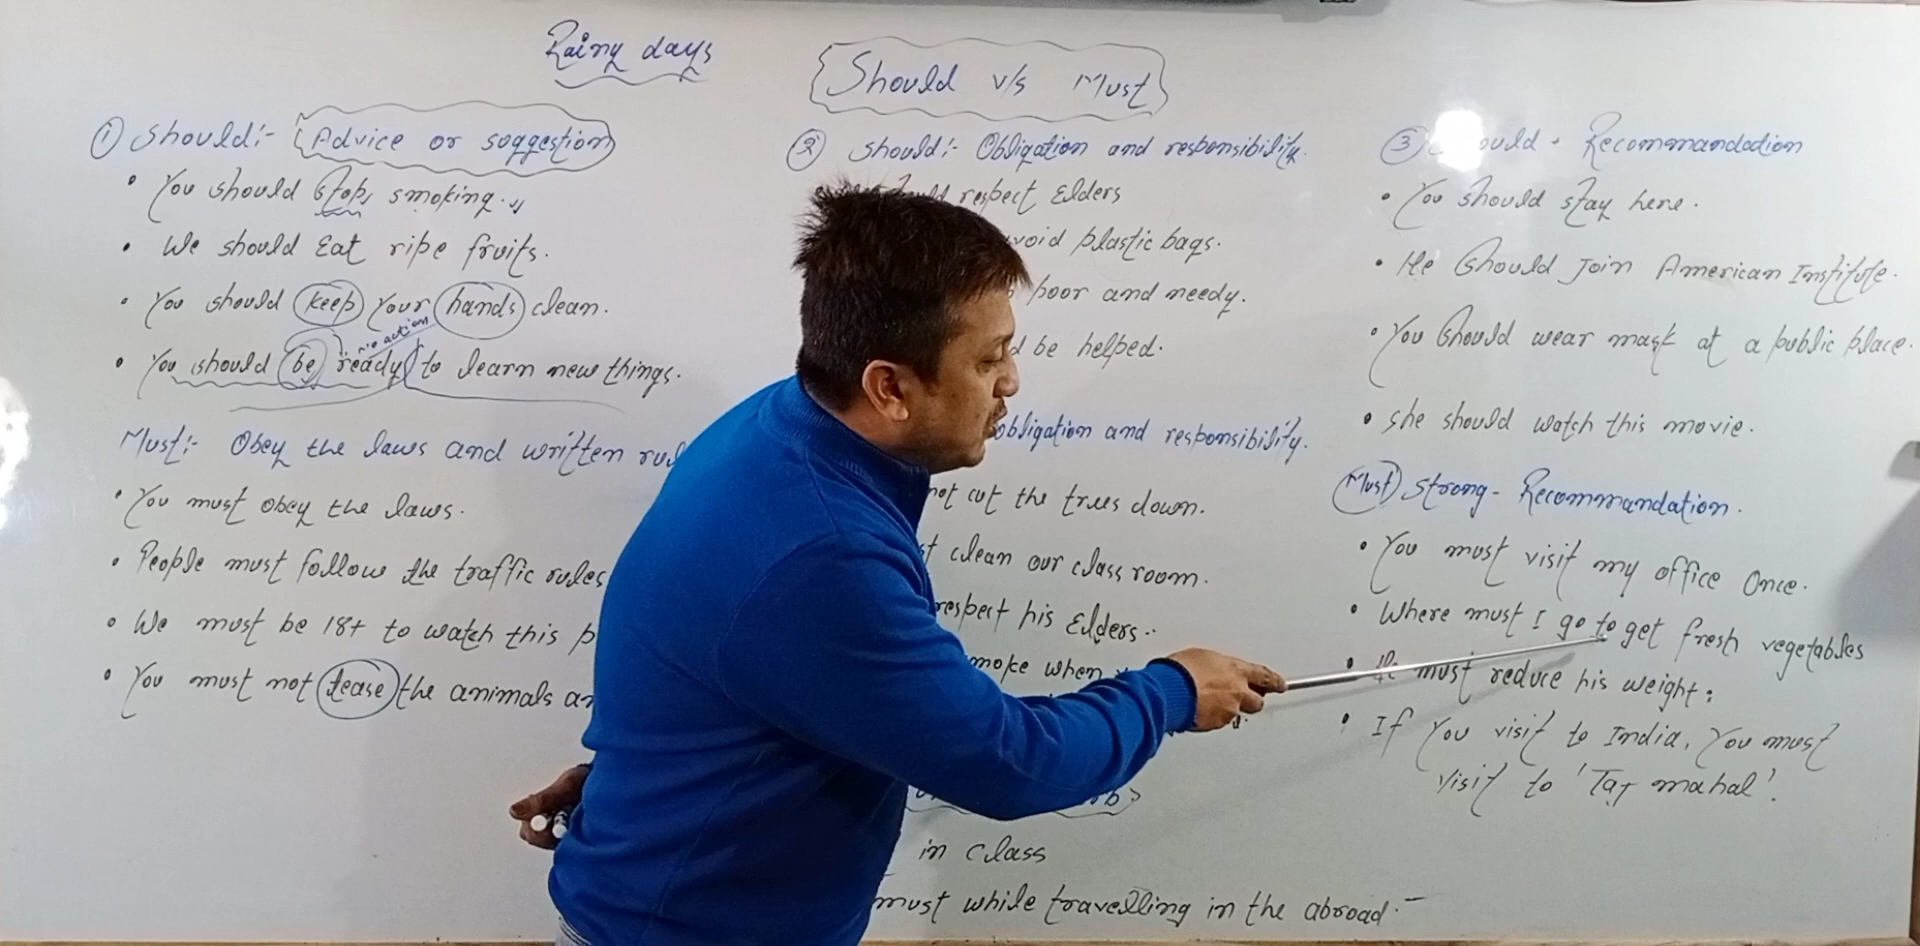 Rainy days
Should v/s Must
① Should:- Advice or soggestion
• You should stop smoking.
• We should Eat ripe fruits.
• You should keep your hands clean.
no action
• You should be ready to learn new things.
Must:- Obey the laws and written
• You must obey the laws.
• People must follow the traffic rules
• We must be 18+ to watch this
• You must not tease the animals
② should:- Obligation and responsibility.
respect Elders
plastic bags.
poor and needy.
be helped.
obligation and responsibility.
not cut the trees down.
clean our class room.
respect his Elders.
when
in class
must while travelling in the abroad.
③ Recommandadion
• You should stay here.
• He should Join American Institute.
• You should wear mask at a public place.
• she should watch this movie.
Must Strong - Recommandation.
• You must visit my office Once.
• Where must I go to get fresh vegetables
• He must reduce his weight.
• If you visit to India, you must
visit to 'Taj mahal'.